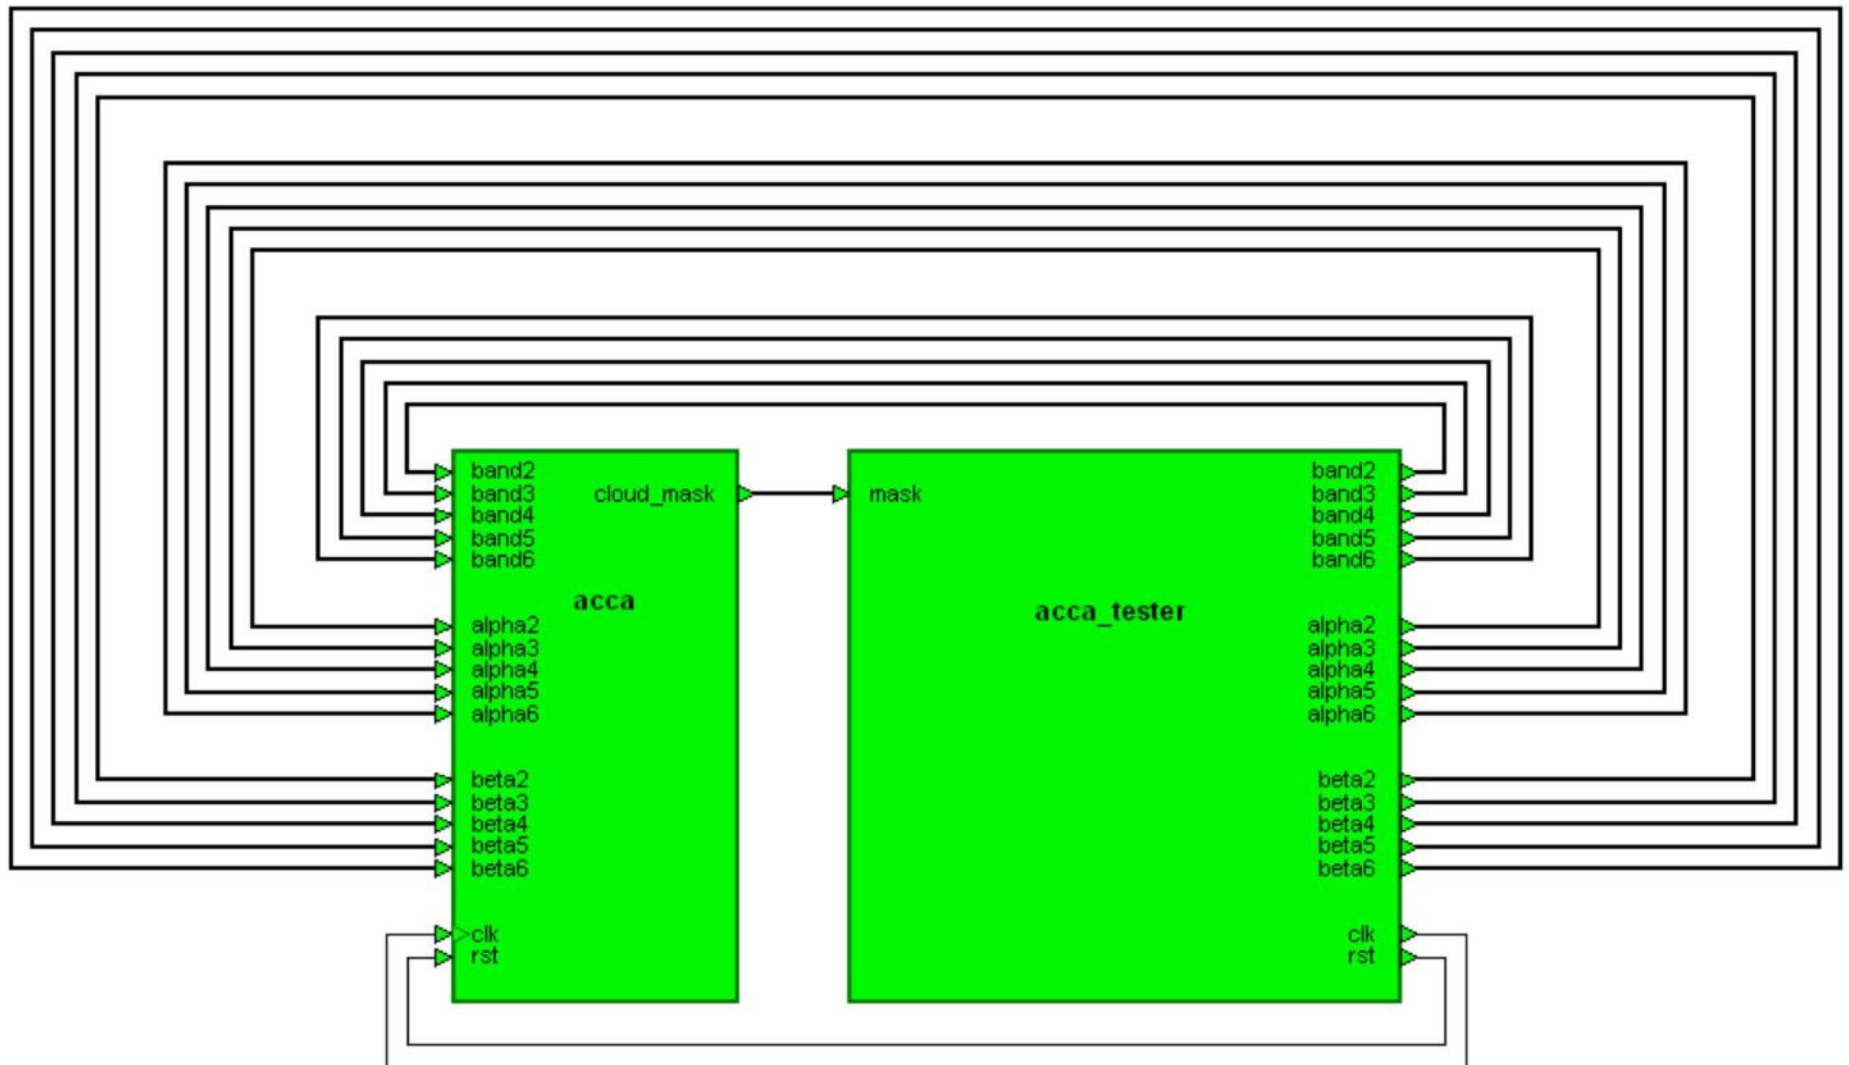 band2
band3
cloud_mask
band4
band5
band6
acca
alpha2
alpha3
alpha4
alpha5
alpha6
beta2
beta3
beta4
beta5
beta6
clk
rst
mask
acca_tester
band2
band3
band4
band5
band6
alpha2
alpha3
alpha4
alpha5
alpha6
beta2
beta3
beta4
beta5
beta6
clk
rst